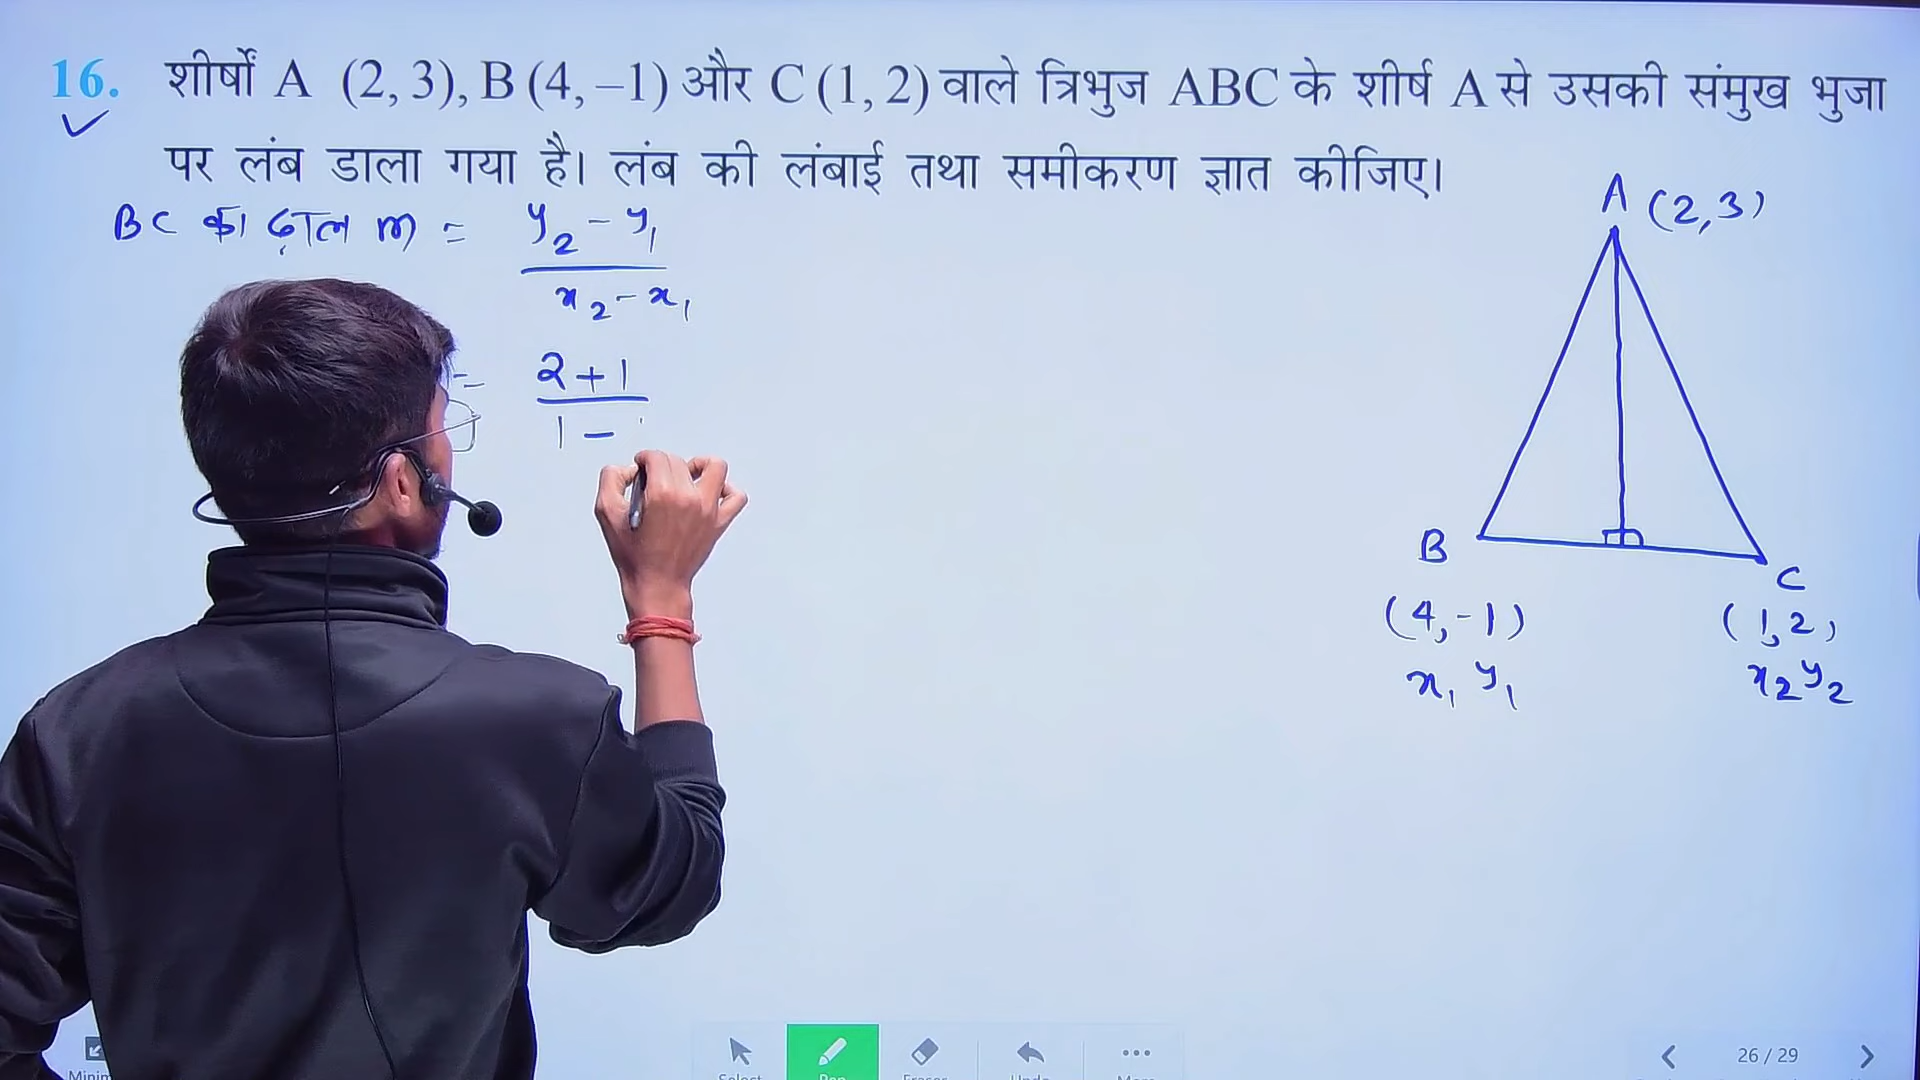 16. शीर्षों A (2, 3), B (4, –1) और C (1, 2) वाले त्रिभुज ABC के शीर्ष A से उसकी संमुख भुजा
पर लंब डाला गया है। लंब की लंबाई तथा समीकरण ज्ञात कीजिए।
BC का ढाल m = y₂ - y₁
x₂ - x₁
= 2 + 1
1 -
A (2,3)
B
C
(4, -1)
(1, 2)
x₁ y₁
x₂ y₂
26 / 29